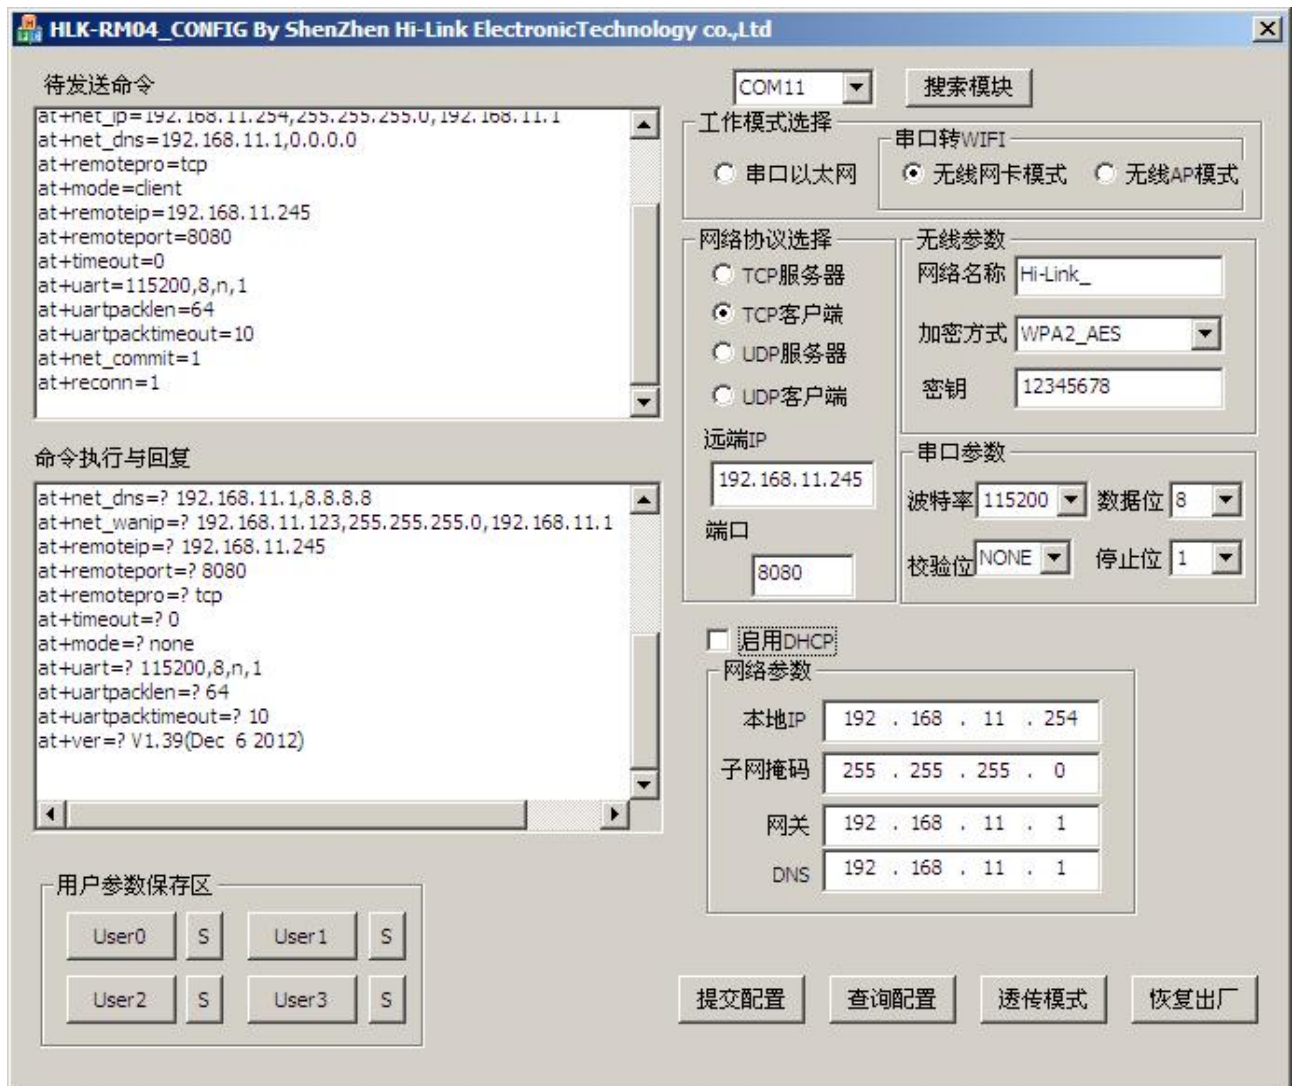 HLK-RM04_CONFIG By ShenZhen Hi-Link ElectronicTechnology co.,Ltd
待发送命令
at+net_ip=192.168.11.254,255.255.255.0,192.168.11.1
at+net_dns=192.168.11.1,0.0.0.0
at+remotepro=tcp
at+mode=client
at+remoteip=192.168.11.245
at+remoteport=8080
at+timeout=0
at+uart=115200,8,n,1
at+uartpacklen=64
at+uartpacktimeout=10
at+net_commit=1
at+reconn=1
命令执行与回复
at+net_dns=? 192.168.11.1,8.8.8.8
at+net_wanip=? 192.168.11.123,255.255.255.0,192.168.11.1
at+remoteip=? 192.168.11.245
at+remoteport=? 8080
at+remotepro=? tcp
at+timeout=? 0
at+mode=? none
at+uart=? 115200,8,n,1
at+uartpacklen=? 64
at+uartpacktimeout=? 10
at+ver=? V1.39(Dec 6 2012)
用户参数保存区
User0 S User1 S
User2 S User3 S
COM11 搜索模块
工作模式选择
串口转WIFI
串口以太网 无线网卡模式 无线AP模式
网络协议选择
TCP服务器
TCP客户端
UDP服务器
UDP客户端
远端IP
192.168.11.245
端口
8080
无线参数
网络名称 Hi-Link_
加密方式 WPA2_AES
密钥 12345678
串口参数
波特率 115200 数据位 8
校验位 NONE 停止位 1
启用DHCP
网络参数
本地IP 192 . 168 . 11 . 254
子网掩码 255 . 255 . 255 . 0
网关 192 . 168 . 11 . 1
DNS 192 . 168 . 11 . 1
提交配置 查询配置 透传模式 恢复出厂